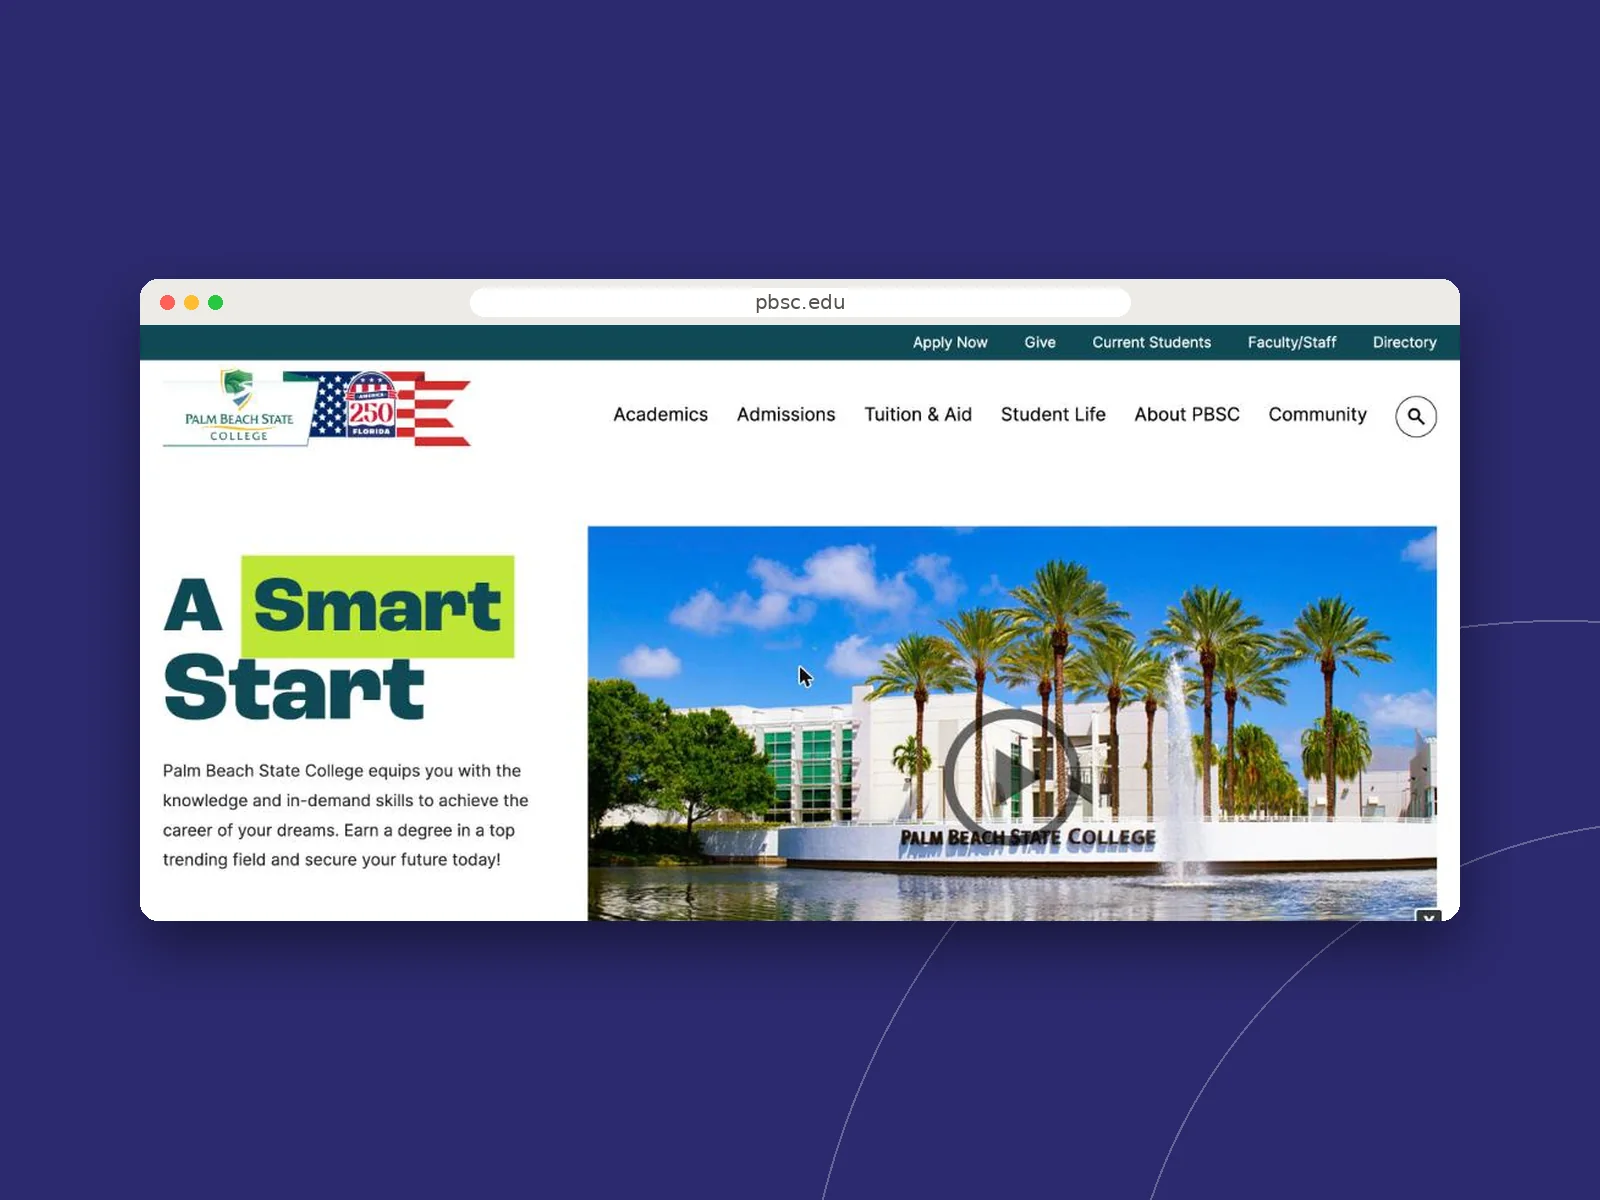 pbsc.edu
Apply Now Give Current Students Faculty/Staff Directory
PALM BEACH STATE
COLLEGE
AMERICA
250
FLORIDA
Academics Admissions Tuition & Aid Student Life About PBSC Community
A Smart
Start
Palm Beach State College equips you with the
knowledge and in-demand skills to achieve the
career of your dreams. Earn a degree in a top
trending field and secure your future today!
PALM BEACH STATE COLLEGE
X